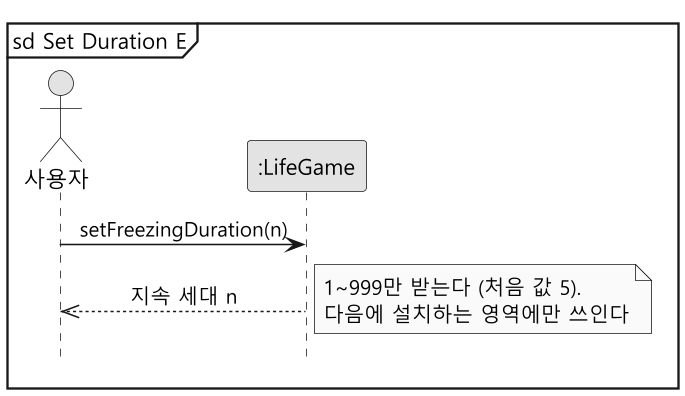 sd Set Duration E
사용자
:LifeGame
setFreezingDuration(n)
1~999만 받는다 (처음 값 5).
다음에 설치하는 영역에만 쓰인다
지속 세대 n